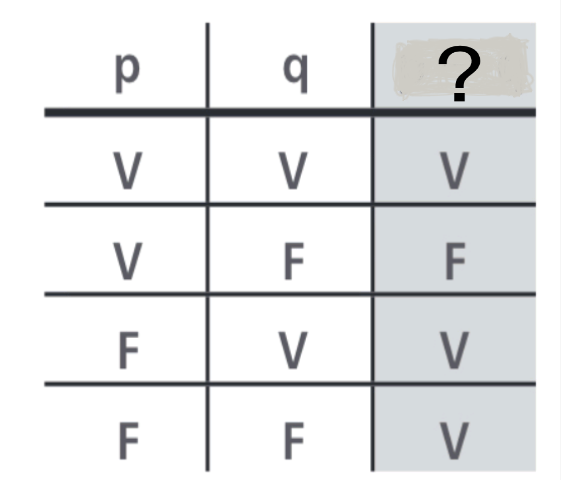 p q ?
V V V
V F F
F V V
F F V